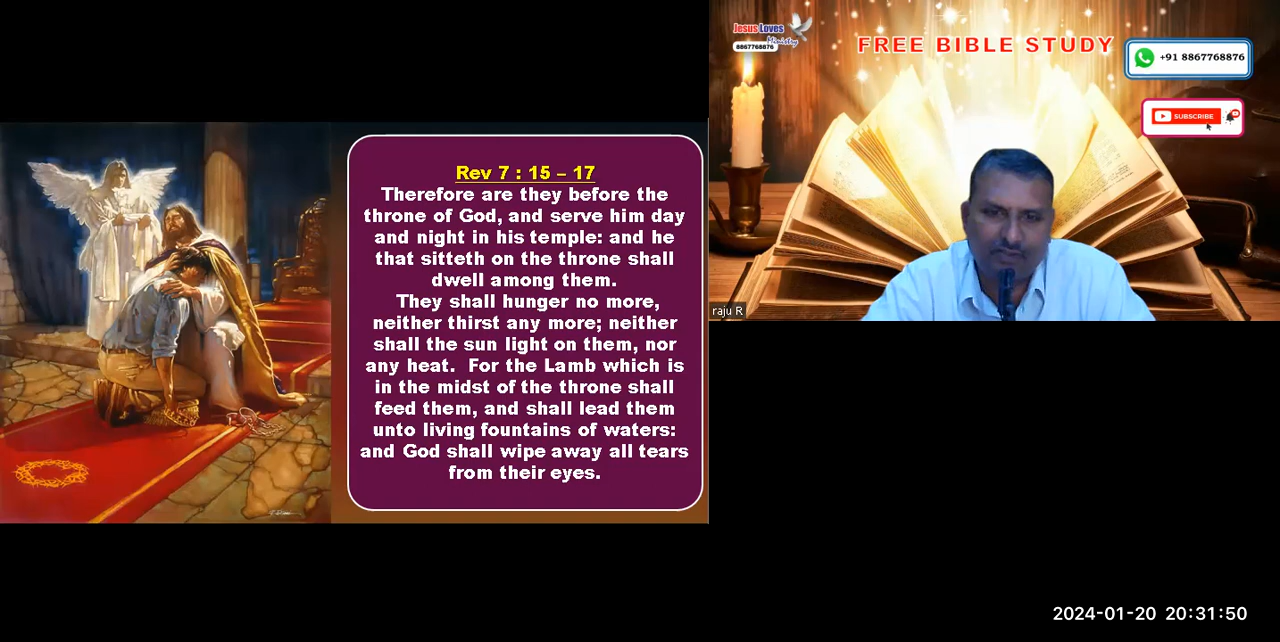 Rev 7 : 15 – 17
Therefore are they before the
throne of God, and serve him day
and night in his temple: and he
that sitteth on the throne shall
dwell among them.
They shall hunger no more,
neither thirst any more; neither
shall the sun light on them, nor
any heat.  For the Lamb which is
in the midst of the throne shall
feed them, and shall lead them
unto living fountains of waters:
and God shall wipe away all tears
from their eyes.
Jesus Loves
Ministry
8867768876
FREE BIBLE STUDY
+91 8867768876
SUBSCRIBE
raju R
2024-01-20 20:31:50